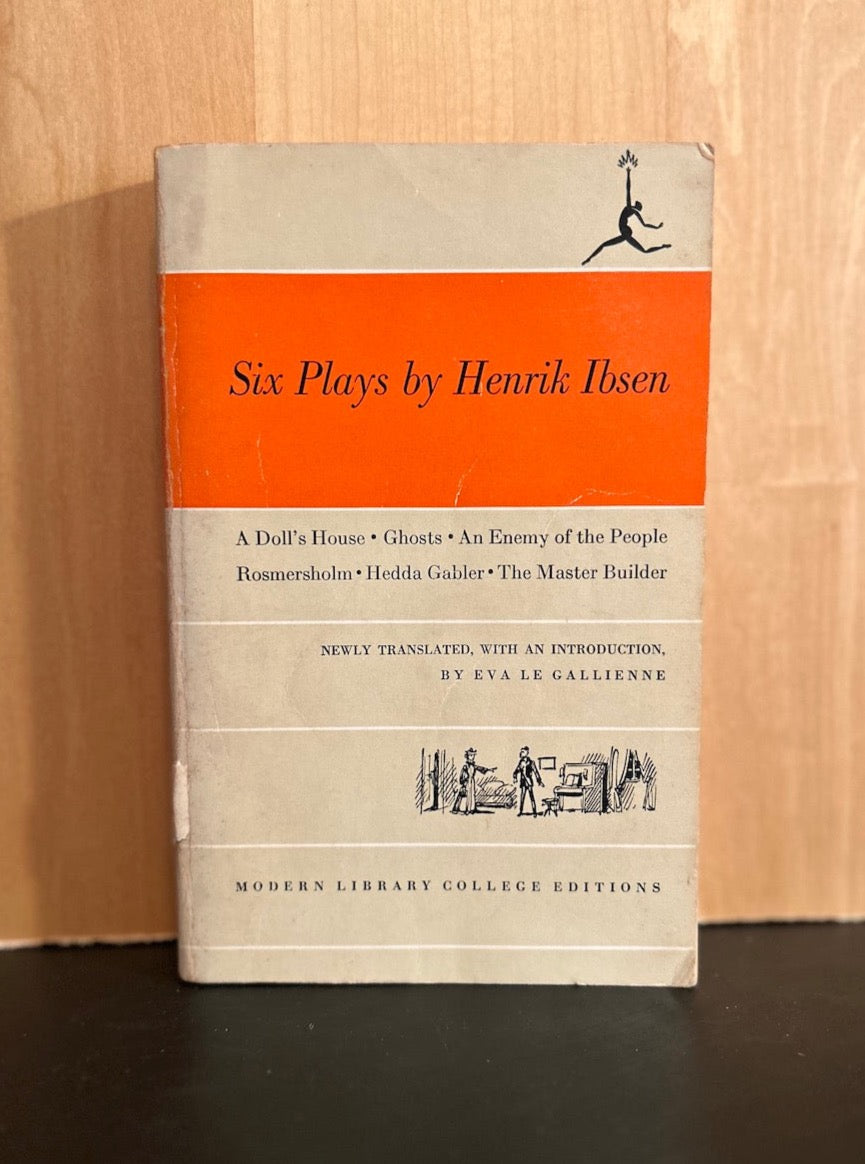 Six Plays by Henrik Ibsen
A Doll's House • Ghosts • An Enemy of the People
Rosmersholm • Hedda Gabler • The Master Builder
NEWLY TRANSLATED, WITH AN INTRODUCTION,
BY EVA LE GALLIENNE
MODERN LIBRARY COLLEGE EDITIONS